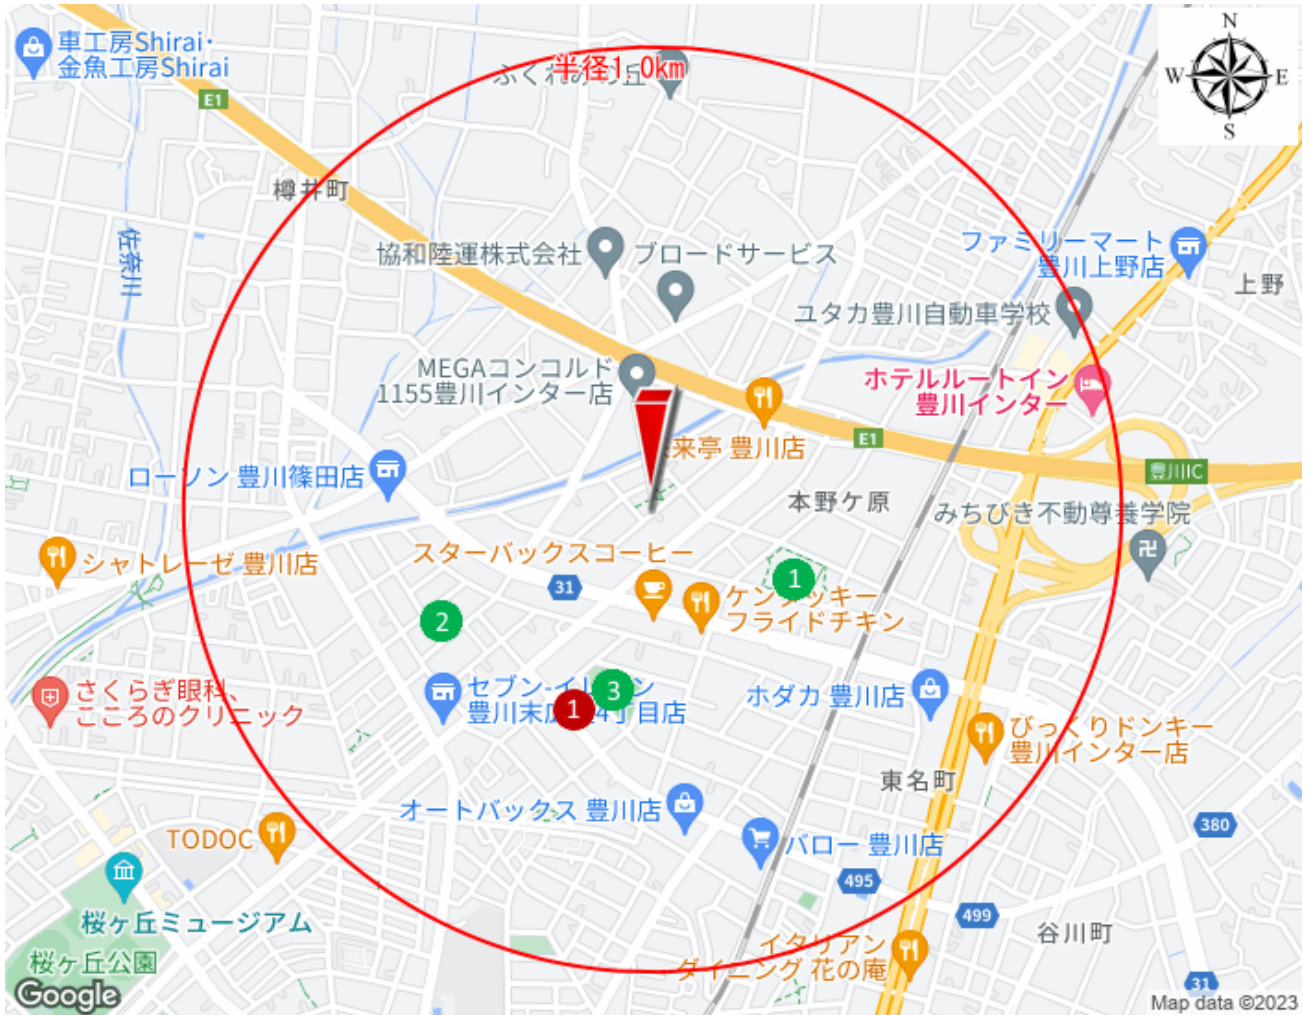 車工房Shirai・
金魚工房Shirai
E1
半径1.0km
N
W
E
S
樽井町
佐奈川
協和陸運株式会社
ブロードサービス
ファミリーマート
豊川上野店
上野
ユタカ豊川自動車学校
MEGAコンコルド
1155豊川インター店
ホテルルートイン
豊川インター
来亭 豊川店
E1
豊川IC
ローソン 豊川篠田店
本野ケ原
みちびき不動尊養学院
シャトレーゼ 豊川店
スターバックスコーヒー
31
1
ケンタッキー
フライドチキン
2
さくらぎ眼科、
こころのクリニック
セブン-イレブン
豊川末広通4丁目店
3
1
ホダカ 豊川店
びっくりドンキー
豊川インター店
東名町
オートバックス 豊川店
380
TODOC
バロー 豊川店
495
499
桜ヶ丘ミュージアム
谷川町
イタリアン
ダイニング 花の庵
桜ヶ丘公園
31
Google
Map data ©2023